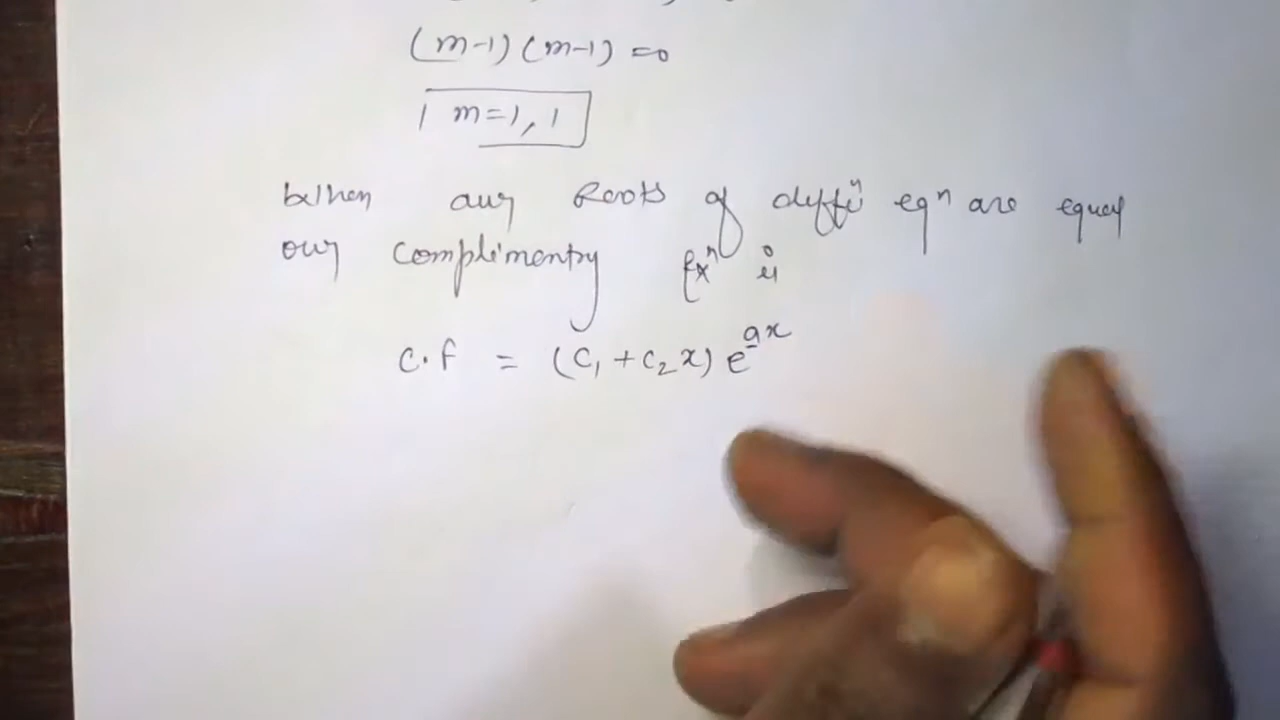 (m-1) (m-1) =0
m=1, 1
When our Roots of diffⁿ eqⁿ are equal
our complimentry fxⁿ is
C.F = (C₁ + C₂ x) e^ax